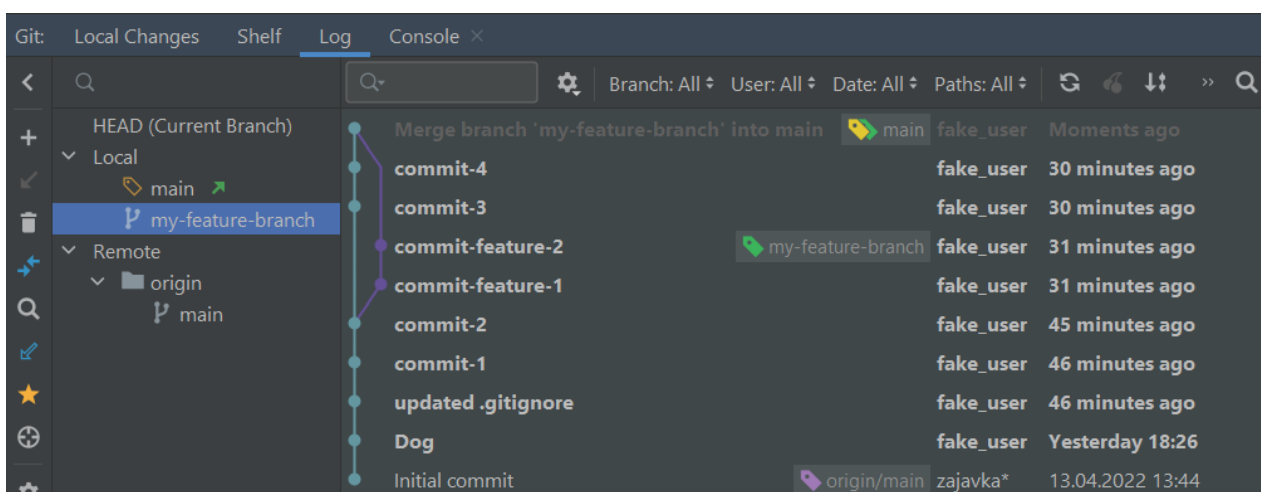 Git: Local Changes Shelf Log Console ×
Branch: All User: All Date: All Paths: All »
HEAD (Current Branch)
Local
main
my-feature-branch
Remote
origin
main
Merge branch 'my-feature-branch' into main main fake_user Moments ago
commit-4 fake_user 30 minutes ago
commit-3 fake_user 30 minutes ago
commit-feature-2 my-feature-branch fake_user 31 minutes ago
commit-feature-1 fake_user 31 minutes ago
commit-2 fake_user 45 minutes ago
commit-1 fake_user 46 minutes ago
updated .gitignore fake_user 46 minutes ago
Dog fake_user Yesterday 18:26
Initial commit origin/main zajavka* 13.04.2022 13:44